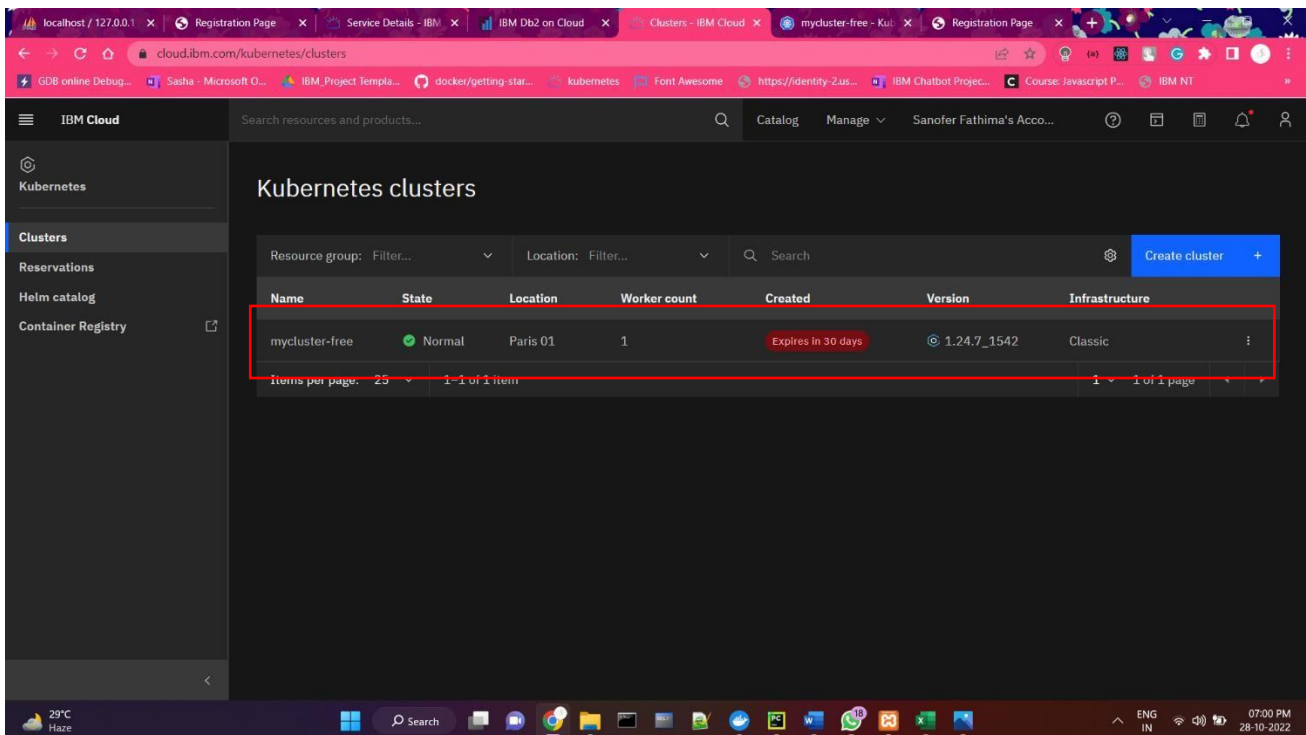 localhost / 127.0.0.1
Registration Page
Service Details - IBM
IBM Db2 on Cloud
Clusters - IBM Cloud
mycluster-free - Kub
Registration Page
cloud.ibm.com/kubernetes/clusters
GDB online Debug...
Sasha - Microsoft O...
IBM_Project Templa...
docker/getting-star...
kubernetes
Font Awesome
https://identity-2.us...
IBM Chatbot Projec...
Course: Javascript P...
IBM NT
IBM Cloud
Search resources and products...
Catalog
Manage
Sanofer Fathima's Acco...
Kubernetes
Clusters
Reservations
Helm catalog
Container Registry
Kubernetes clusters
Resource group: Filter...
Location: Filter...
Search
Create cluster +
Name State Location Worker count Created Version Infrastructure
mycluster-free Normal Paris 01 1 Expires in 30 days 1.24.7_1542 Classic
Items per page: 25 1–1 of 1 item 1 1 of 1 page
29°C
Haze
Search
18
ENG
IN
07:00 PM
28-10-2022